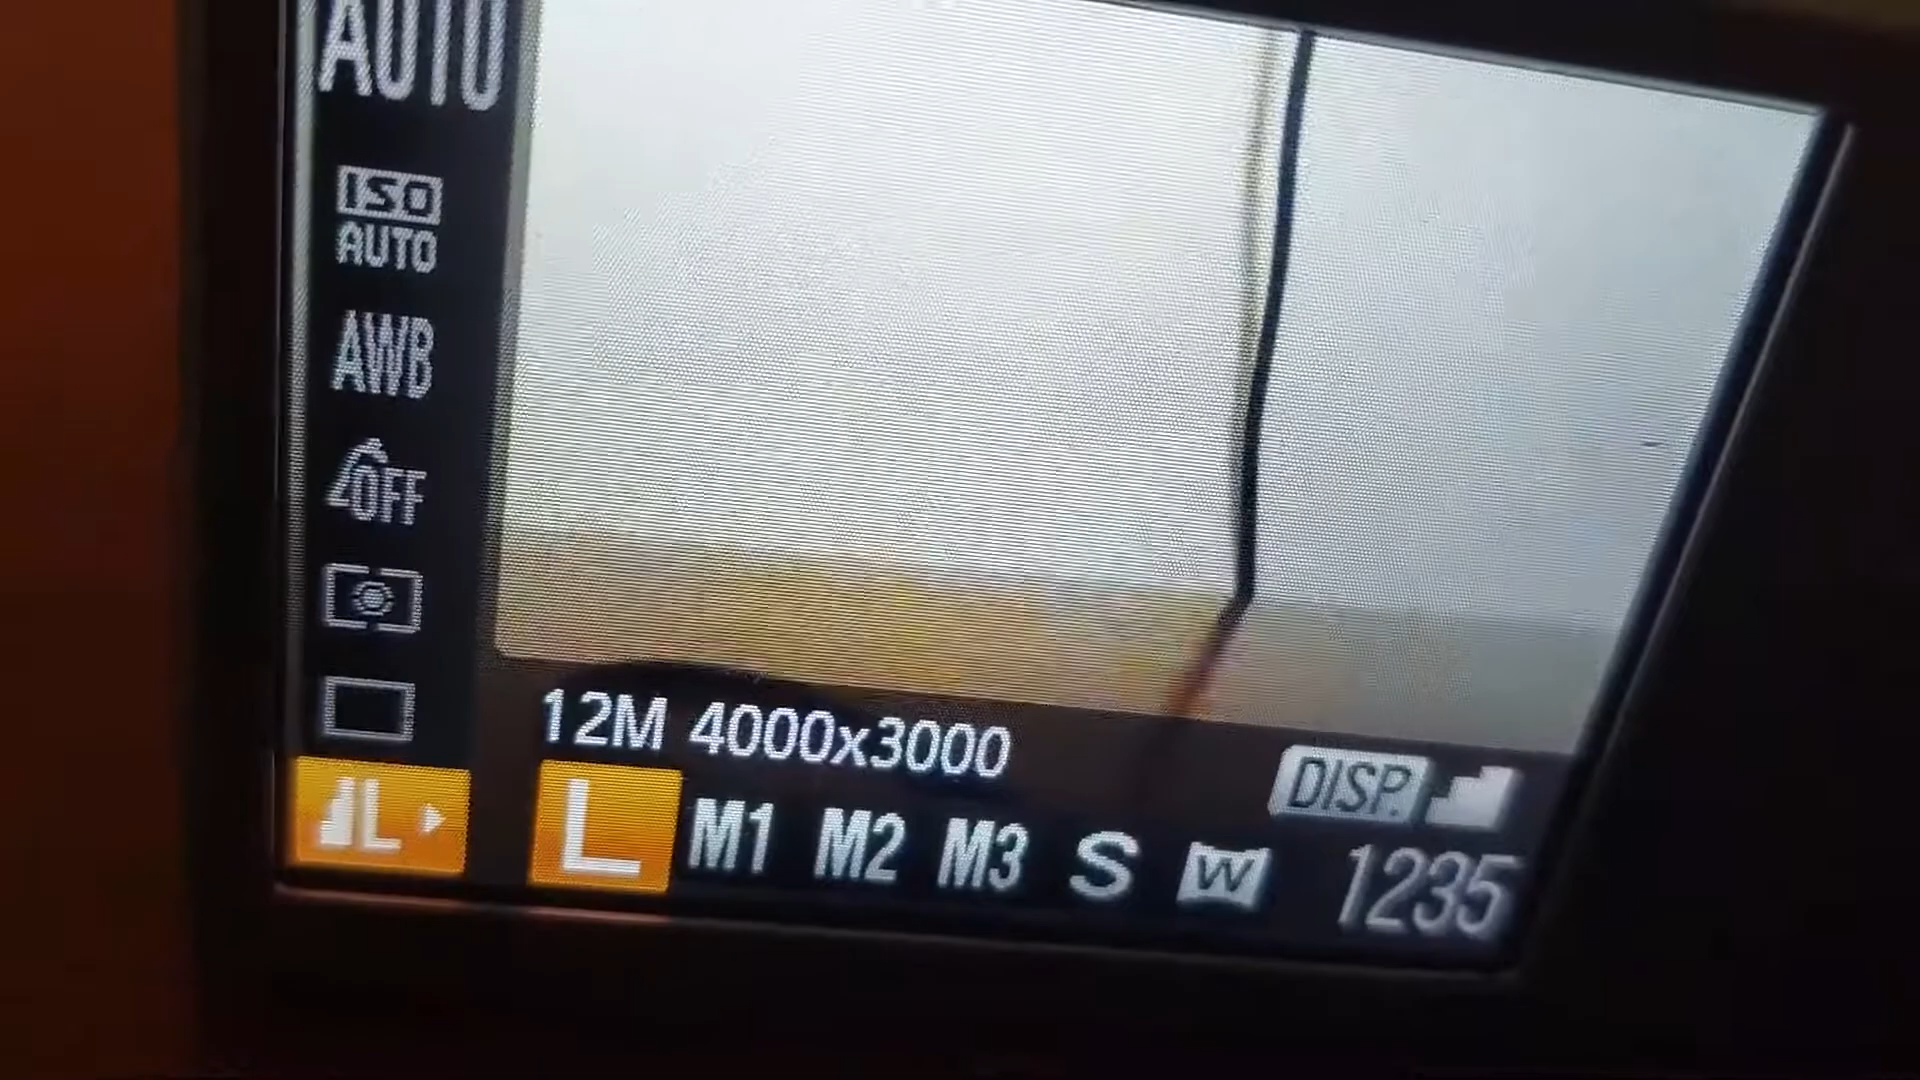 AUTO
ISO
AUTO
AWB
OFF
L
12M 4000x3000
DISP.
L M1 M2 M3 S W 1235